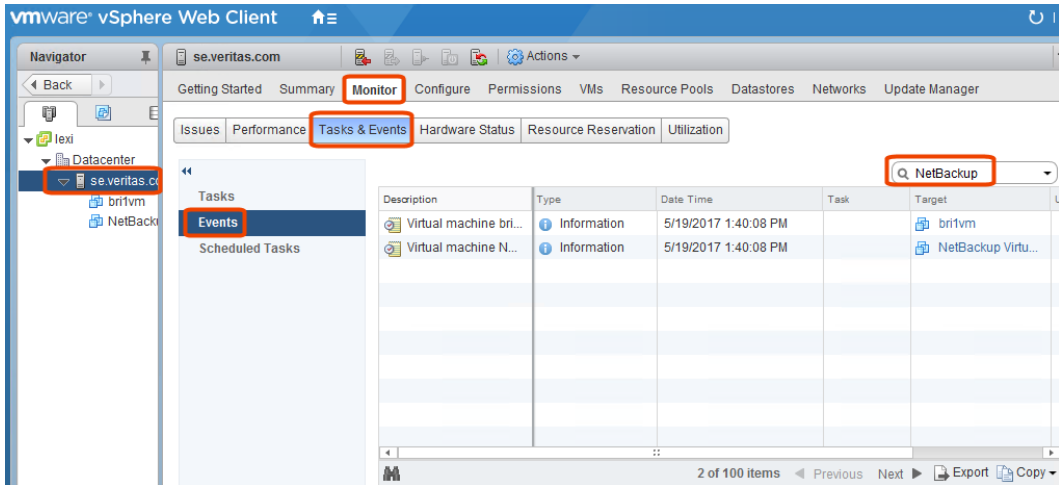 vmware® vSphere Web Client
Navigator
Back
lexi
Datacenter
se.veritas.co
bri1vm
NetBack
se.veritas.com
Actions
Getting Started Summary Monitor Configure Permissions VMs Resource Pools Datastores Networks Update Manager
Issues Performance Tasks & Events Hardware Status Resource Reservation Utilization
Tasks
Events
Scheduled Tasks
NetBackup
Description Type Date Time Task Target
Virtual machine bri... Information 5/19/2017 1:40:08 PM bri1vm
Virtual machine N... Information 5/19/2017 1:40:08 PM NetBackup Virtu...
2 of 100 items Previous Next Export Copy